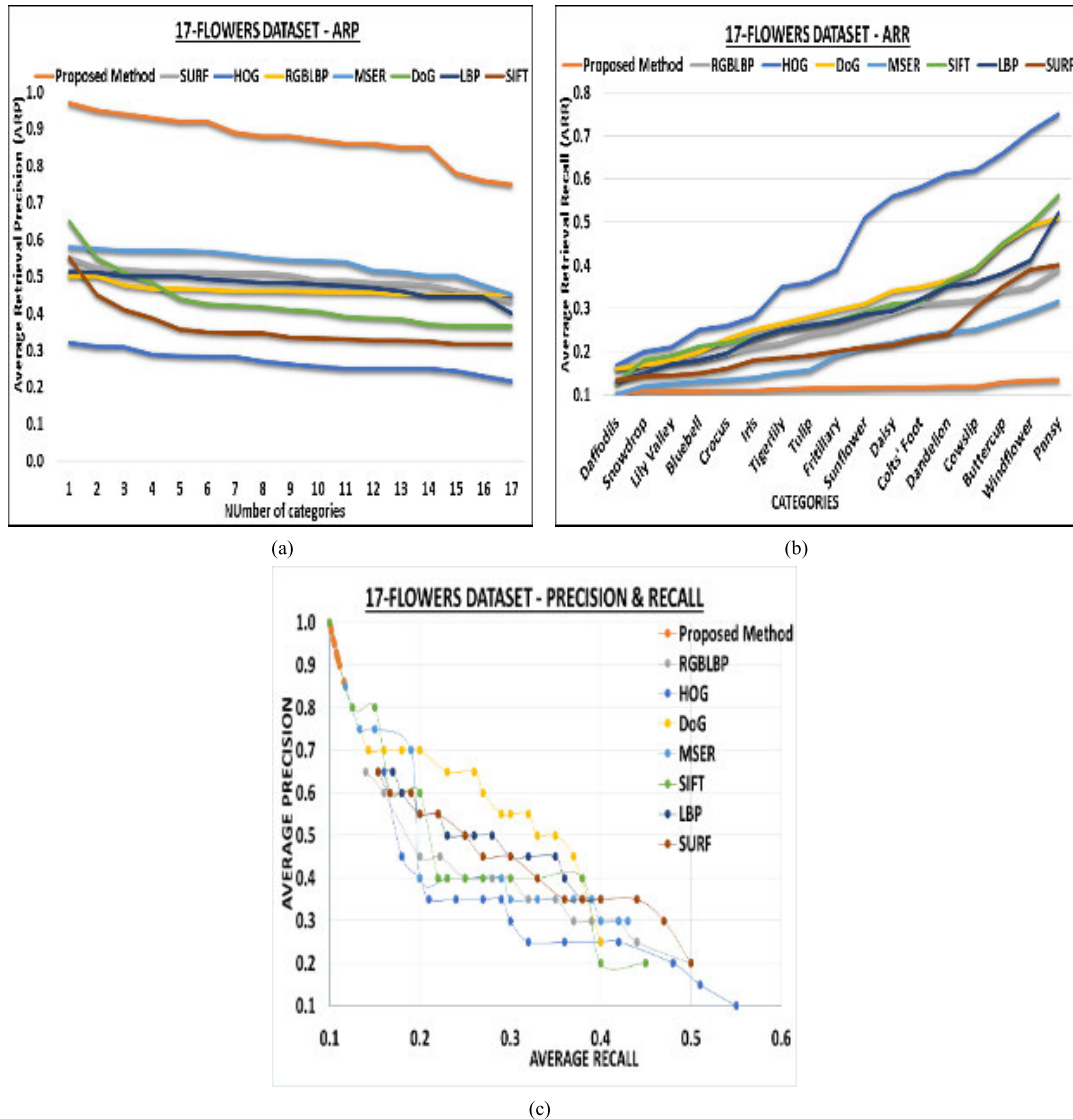 17-FLOWERS DATASET - ARP
Proposed Method SURF HOG RGBLBP MSER DoG LBP SIFT
Average Retrieval Precision (ARP)
1.0
0.9
0.8
0.7
0.6
0.5
0.4
0.3
0.2
0.1
0.0
1 2 3 4 5 6 7 8 9 10 11 12 13 14 15 16 17
NUmber of categories
(a)
17-FLOWERS DATASET - ARR
Proposed Method RGBLBP HOG DoG MSER SIFT LBP SURF
Average Retrieval Recall (ARR)
0.8
0.7
0.6
0.5
0.4
0.3
0.2
0.1
Daffodils
Snowdrop
Lily Valley
Bluebell
Crocus
Iris
Tigerlily
Tulip
Fritiliary
Sunflower
Daisy
Colts' Foot
Dandelion
Cowslip
Buttercup
Windflower
Pansy
CATEGORIES
(b)
17-FLOWERS DATASET - PRECISION & RECALL
Proposed Method
RGBLBP
HOG
DoG
MSER
SIFT
LBP
SURF
AVERAGE PRECISION
1.0
0.9
0.8
0.7
0.6
0.5
0.4
0.3
0.2
0.1
0.1 0.2 0.3 0.4 0.5 0.6
AVERAGE RECALL
(c)